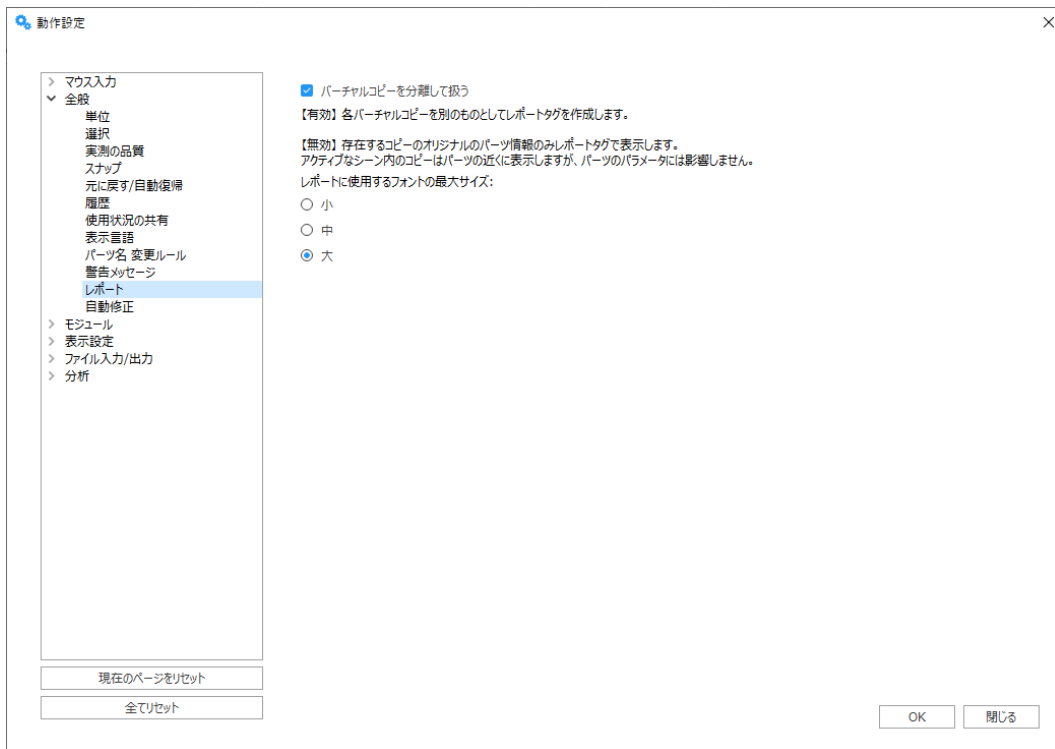 動作設定
マウス入力
全般
単位
選択
実測の品質
スナップ
元に戻す/自動復帰
履歴
使用状況の共有
表示言語
パーツ名 変更ルール
警告メッセージ
レポート
自動修正
モジュール
表示設定
ファイル入力/出力
分析
現在のページをリセット
全てリセット
バーチャルコピーを分離して扱う
【有効】各バーチャルコピーを別のものとしてレポートタグを作成します。
【無効】存在するコピーのオリジナルのパーツ情報のみレポートタグで表示します。
アクティブなシーン内のコピーはパーツの近くに表示しますが、パーツのパラメータには影響しません。
レポートに使用するフォントの最大サイズ:
小
中
大
OK
閉じる